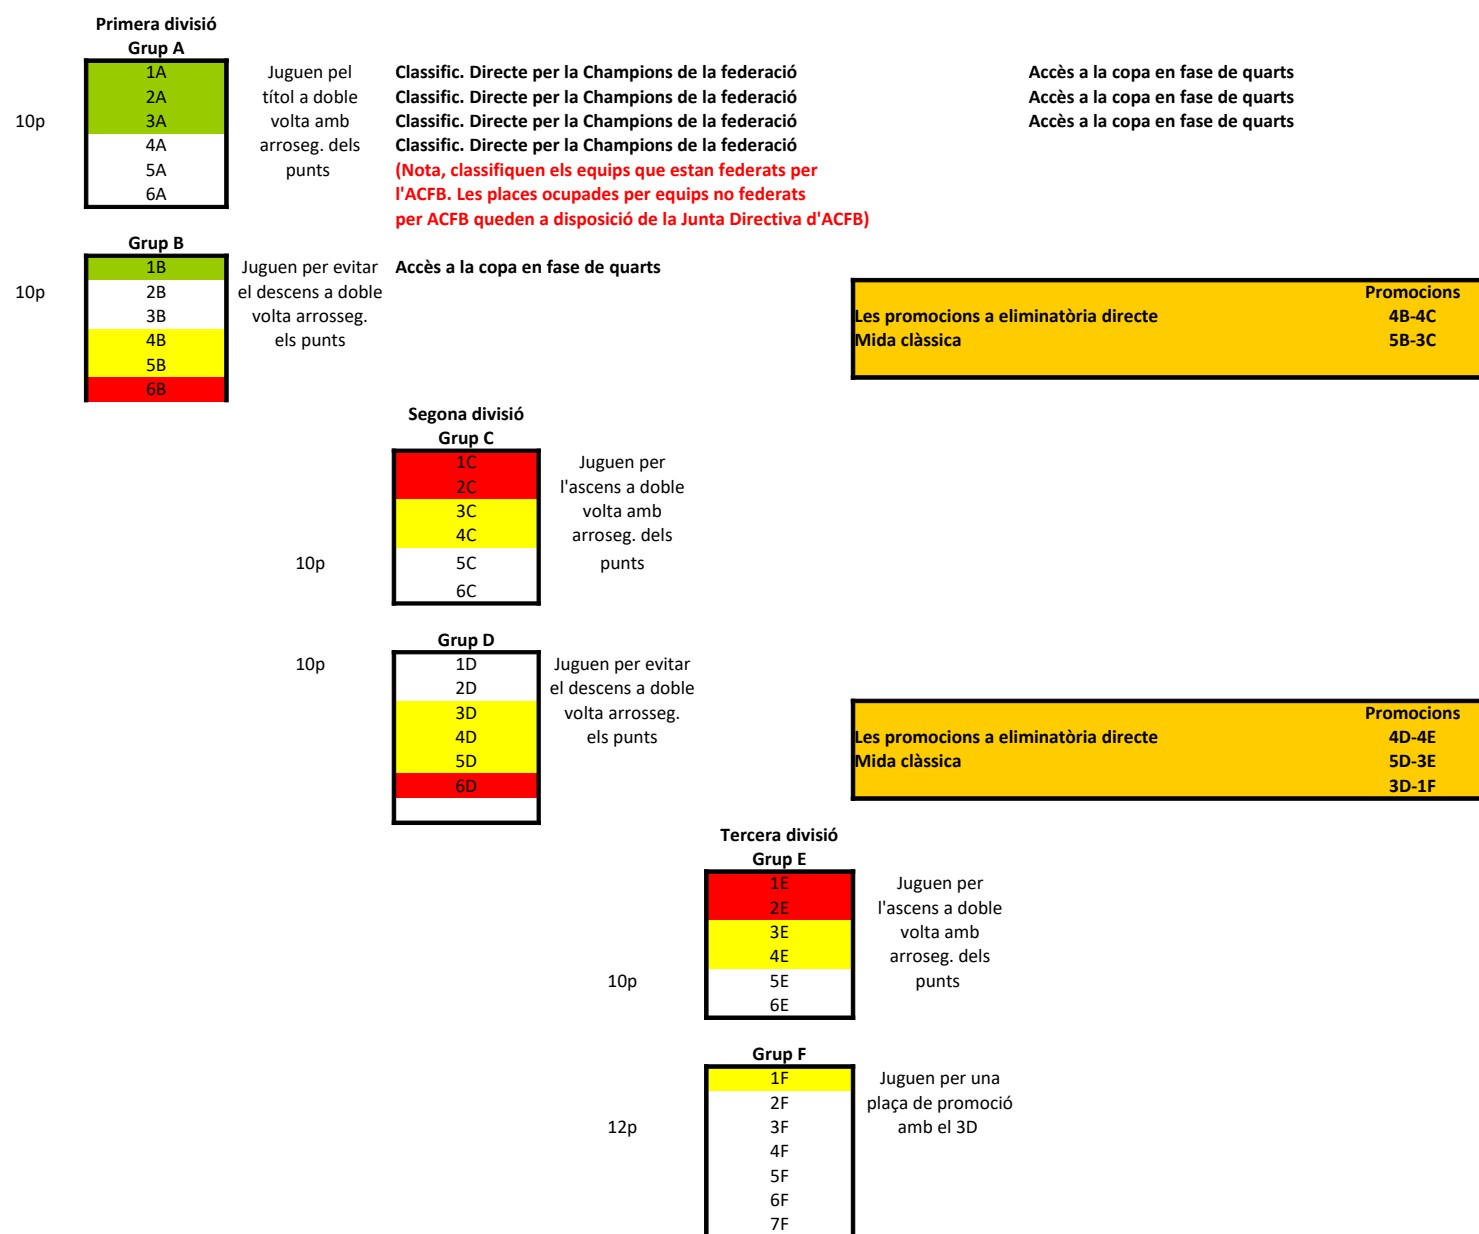 Primera divisió
Grup A
1A Juguen pel Classific. Directe per la Champions de la federació Accès a la copa en fase de quarts
2A títol a doble Classific. Directe per la Champions de la federació Accès a la copa en fase de quarts
10p 3A volta amb Classific. Directe per la Champions de la federació Accès a la copa en fase de quarts
4A arroseg. dels Classific. Directe per la Champions de la federació
5A punts (Nota, classifiquen els equips que estan federats per
6A l'ACFB. Les places ocupades per equips no federats
per ACFB queden a disposició de la Junta Directiva d'ACFB)
Grup B
1B Juguen per evitar Accès a la copa en fase de quarts
10p 2B el descens a doble Promocions
3B volta arrosseg. Les promocions a eliminatòria directe 4B-4C
4B els punts Mida clàssica 5B-3C
5B
6B
Segona divisió
Grup C
1C Juguen per
2C l'ascens a doble
3C volta amb
4C arroseg. dels
10p 5C punts
6C
Grup D
10p 1D Juguen per evitar
2D el descens a doble
3D volta arrosseg. Promocions
4D els punts Les promocions a eliminatòria directe 4D-4E
5D Mida clàssica 5D-3E
6D 3D-1F
Tercera divisió
Grup E
1E Juguen per
2E l'ascens a doble
3E volta amb
4E arroseg. dels
10p 5E punts
6E
Grup F
1F Juguen per una
2F plaça de promoció
12p 3F amb el 3D
4F
5F
6F
7F